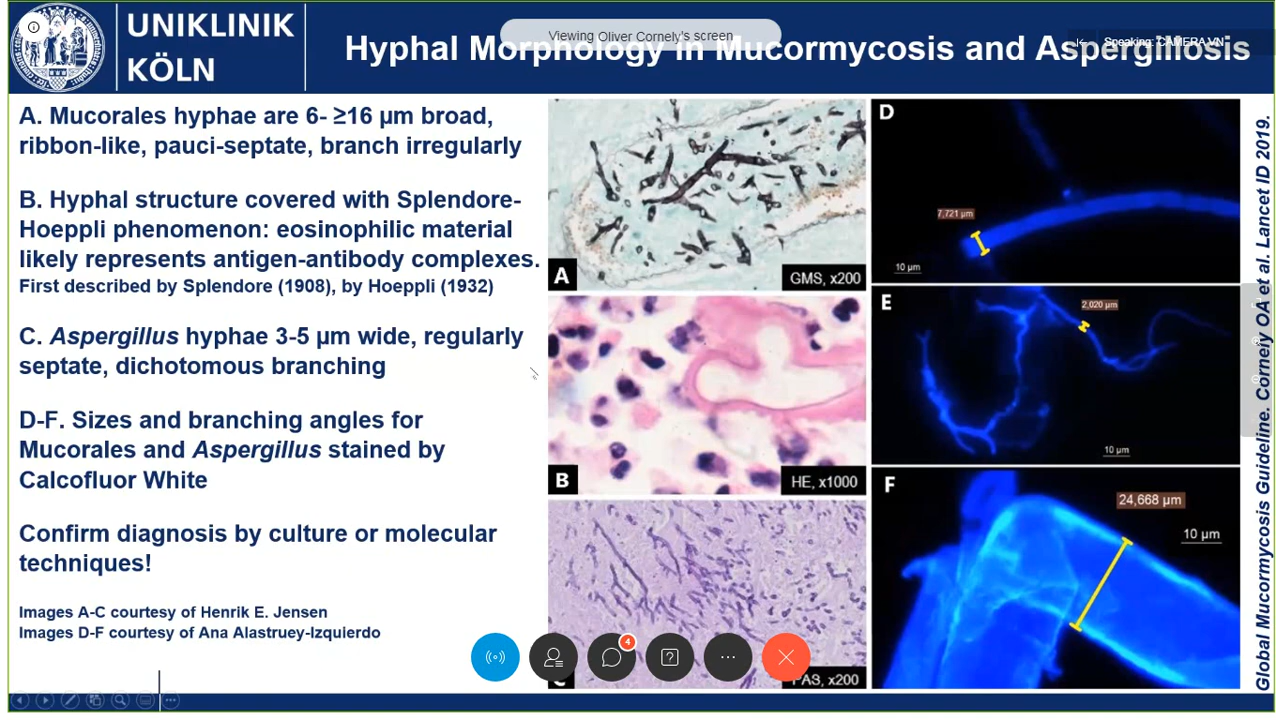 UNIKLINIK
KÖLN
Viewing Oliver Cornely's screen
Speaking: CAMERA.VN
Hyphal Morphology in Mucormycosis and Aspergillosis
A. Mucorales hyphae are 6- ≥16 µm broad,
ribbon-like, pauci-septate, branch irregularly
B. Hyphal structure covered with Splendore-
Hoeppli phenomenon: eosinophilic material
likely represents antigen-antibody complexes.
First described by Splendore (1908), by Hoeppli (1932)
C. Aspergillus hyphae 3-5 µm wide, regularly
septate, dichotomous branching
D-F. Sizes and branching angles for
Mucorales and Aspergillus stained by
Calcofluor White
Confirm diagnosis by culture or molecular
techniques!
Images A-C courtesy of Henrik E. Jensen
Images D-F courtesy of Ana Alastruey-Izquierdo
A
GMS, x200
B
HE, x1000
C
PAS, x200
4
D
7,721 µm
10 µm
E
2,020 µm
10 µm
F
24,668 µm
10 µm
Global Mucormycosis Guideline. Cornely OA et al. Lancet ID 2019.